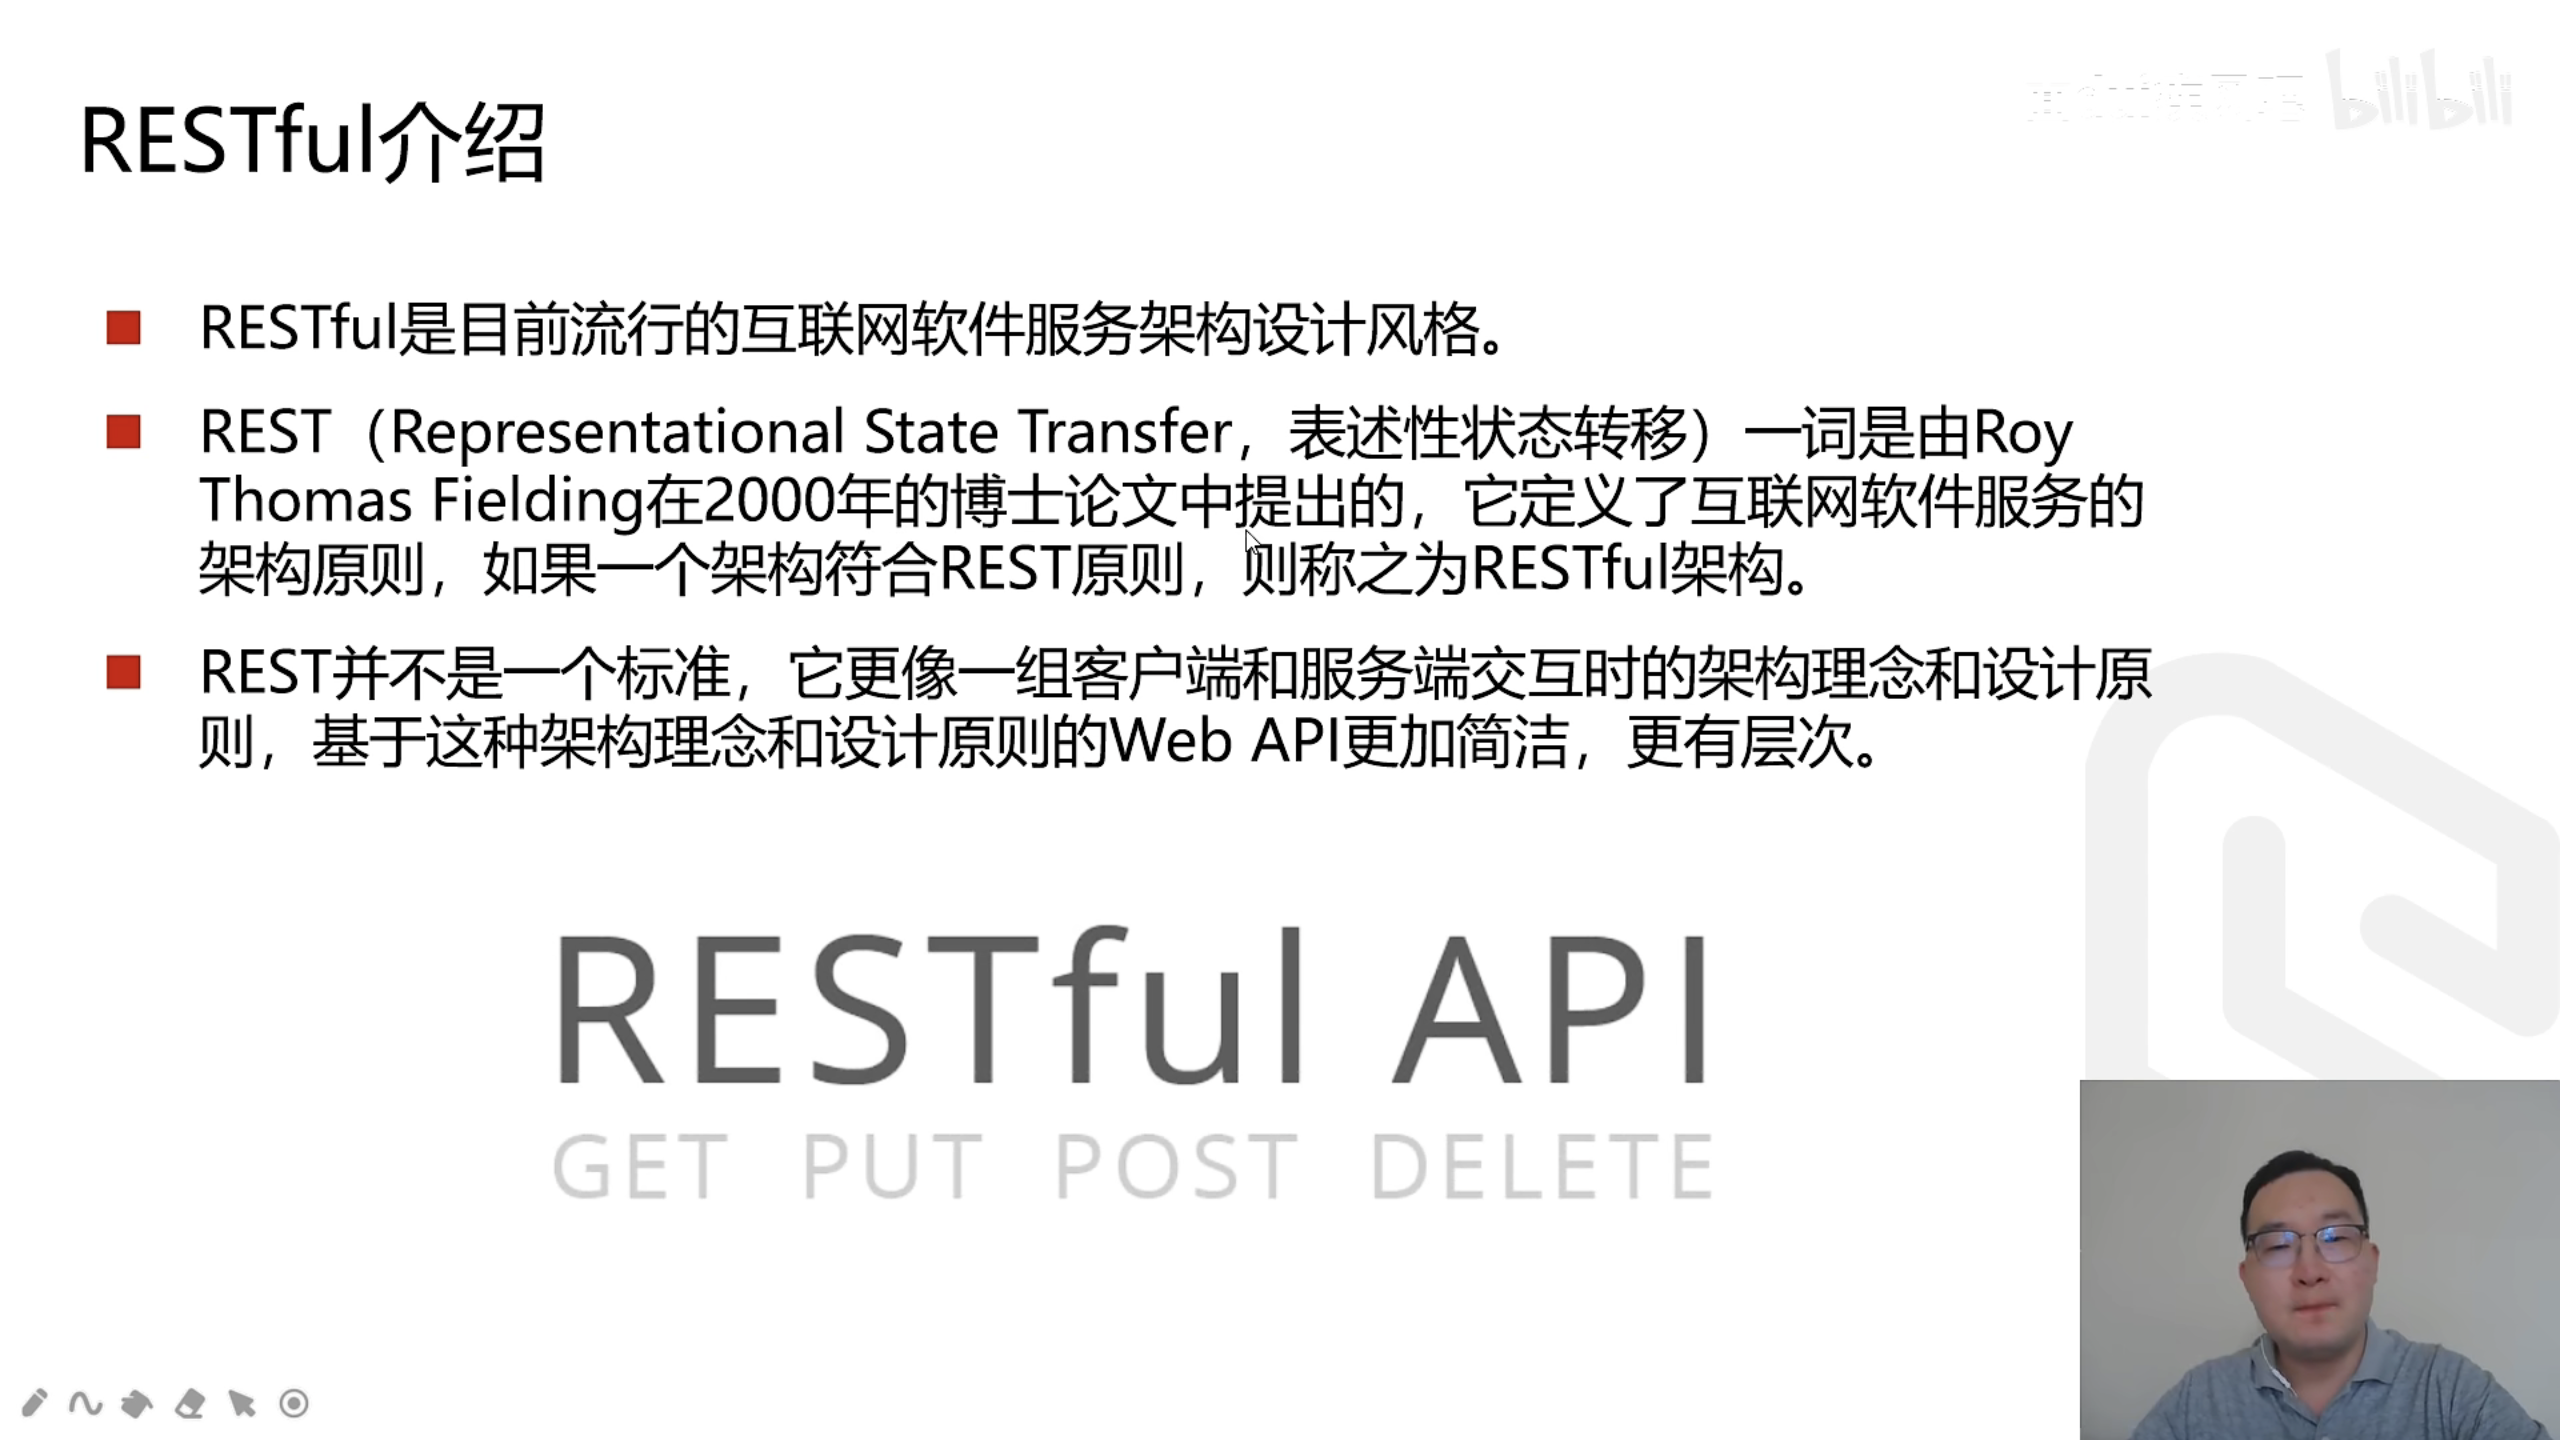 RESTful介绍
bilibili
RESTful是目前流行的互联网软件服务架构设计风格。
REST（Representational State Transfer，表述性状态转移）一词是由Roy
Thomas Fielding在2000年的博士论文中提出的，它定义了互联网软件服务的
架构原则，如果一个架构符合REST原则，则称之为RESTful架构。
REST并不是一个标准，它更像一组客户端和服务端交互时的架构理念和设计原
则，基于这种架构理念和设计原则的Web API更加简洁，更有层次。
RESTful API
GET PUT POST DELETE